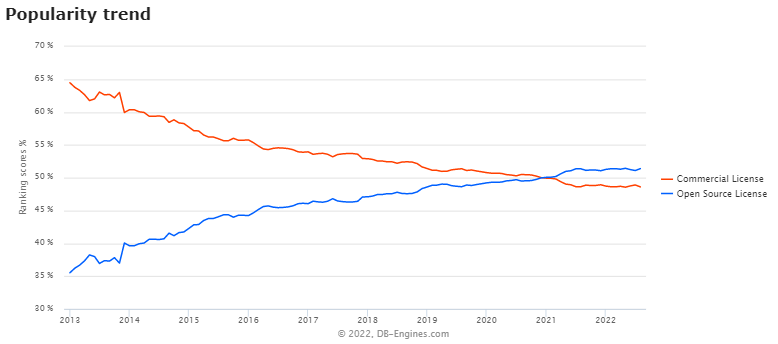 Popularity trend
70 %
65 %
60 %
55 %
50 %
45 %
40 %
35 %
30 %
Ranking scores %
Commercial License
Open Source License
2013 2014 2015 2016 2017 2018 2019 2020 2021 2022
© 2022, DB-Engines.com